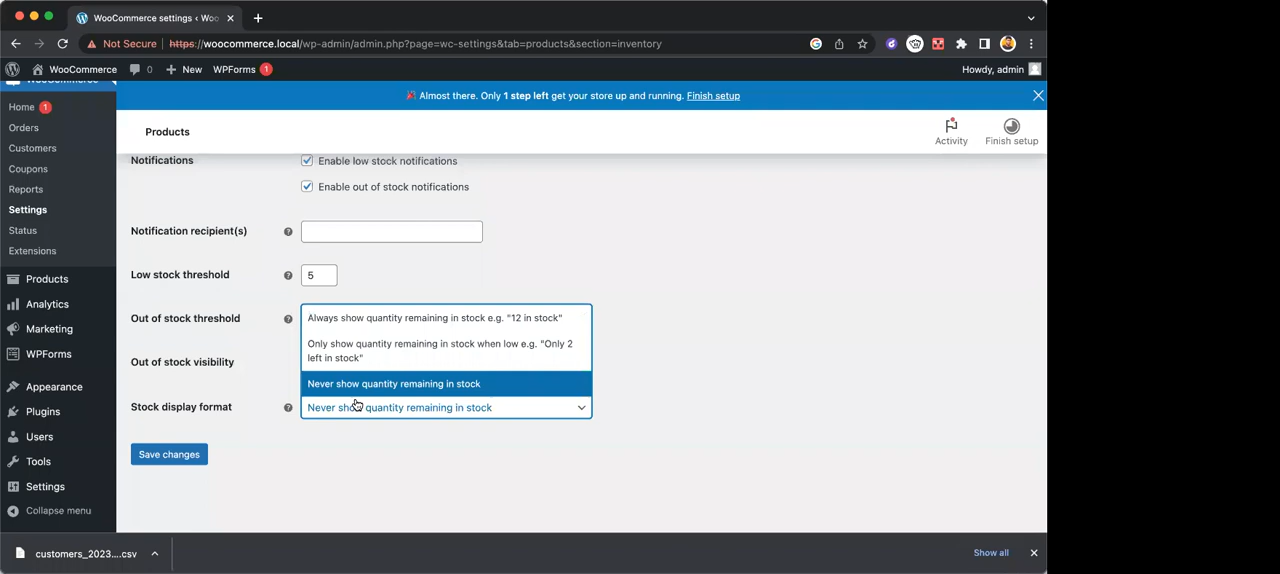 WooCommerce settings < Woo
Not Secure
https://woocommerce.local/wp-admin/admin.php?page=wc-settings&tab=products&section=inventory
WooCommerce
0
New
WPForms 1
Howdy, admin
WooCommerce
Almost there. Only 1 step left get your store up and running. Finish setup
Home 1
Orders
Customers
Coupons
Reports
Settings
Status
Extensions
Products
Analytics
Marketing
WPForms
Appearance
Plugins
Users
Tools
Settings
Collapse menu
Products
Activity
Finish setup
Notifications
Enable low stock notifications
Enable out of stock notifications
Notification recipient(s)
Low stock threshold
5
Out of stock threshold
Always show quantity remaining in stock e.g. "12 in stock"
Only show quantity remaining in stock when low e.g. "Only 2
left in stock"
Out of stock visibility
Never show quantity remaining in stock
Stock display format
Never show quantity remaining in stock
Save changes
customers_2023....csv
Show all